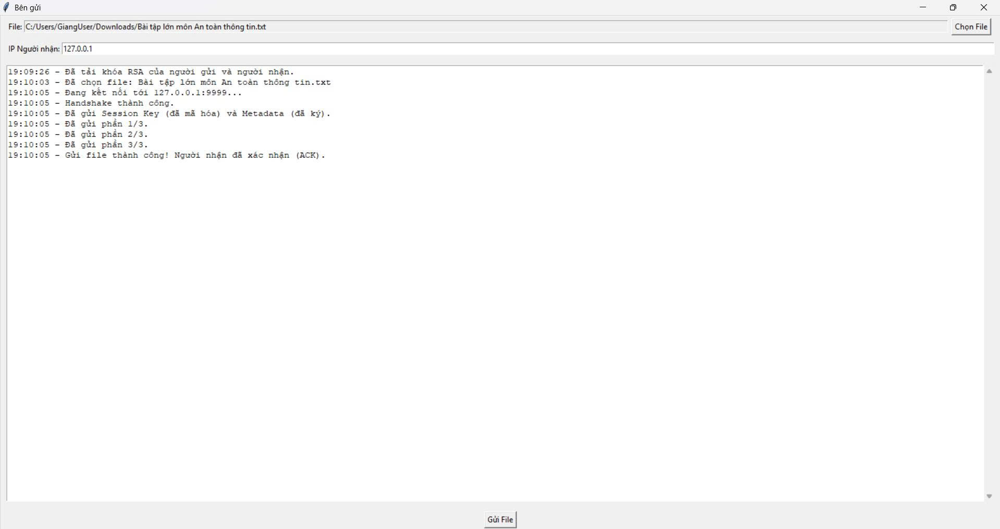 Bên gửi
File: C:/Users/GiangUser/Downloads/Bài tập lớn môn An toàn thông tin.txt Chọn File
IP Người nhận: 127.0.0.1
19:09:26 - Đã tải khóa RSA của người gửi và người nhận.
19:10:03 - Đã chọn file: Bài tập lớn môn An toàn thông tin.txt
19:10:05 - Đang kết nối tới 127.0.0.1:9999...
19:10:05 - Handshake thành công.
19:10:05 - Đã gửi Session Key (đã mã hóa) và Metadata (đã ký).
19:10:05 - Đã gửi phần 1/3.
19:10:05 - Đã gửi phần 2/3.
19:10:05 - Đã gửi phần 3/3.
19:10:05 - Gửi file thành công! Người nhận đã xác nhận (ACK).
Gửi File